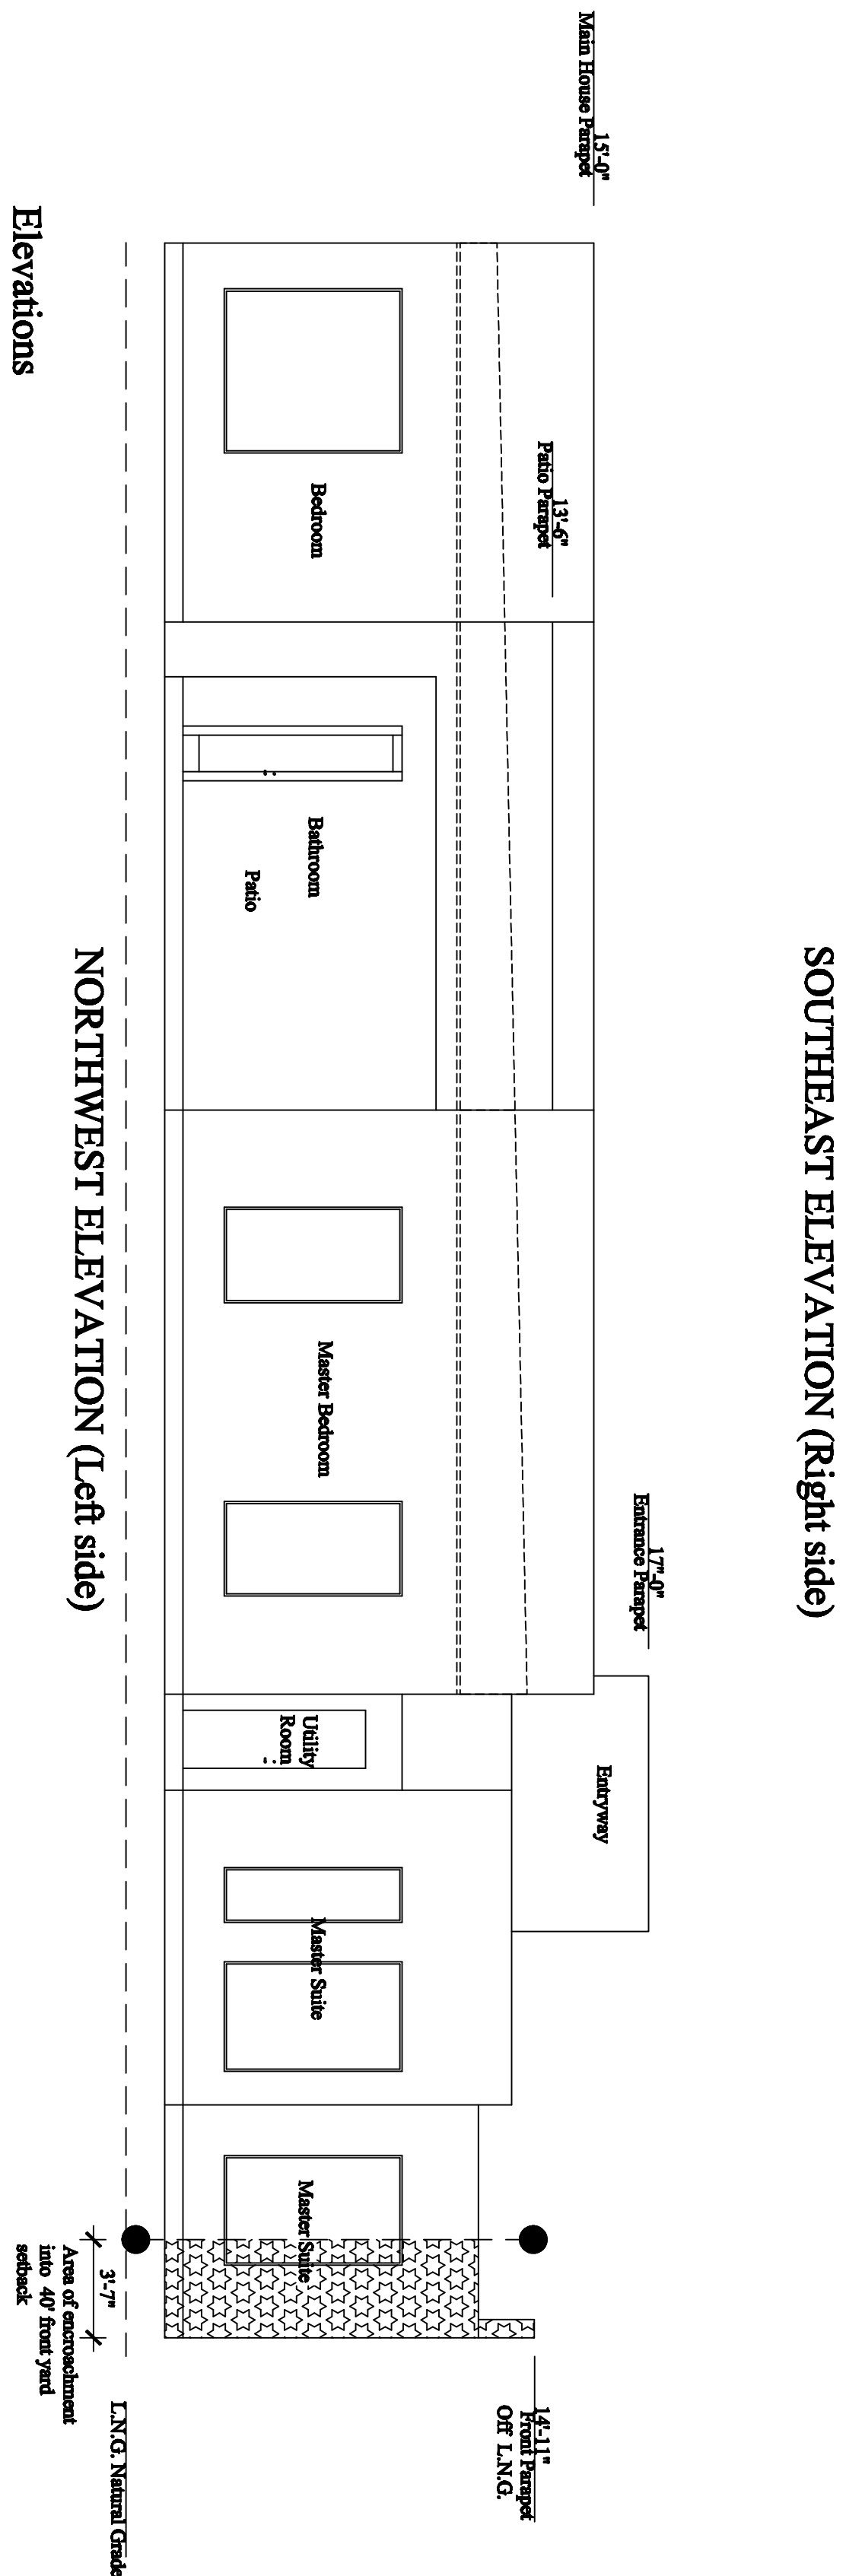 SOUTHEAST ELEVATION (Right side)
17"-0"
Entrance Parapet
15'-0"
Main House Parapet
13'-6"
Patio Parapet
Entryway
14'-11"
Front Parapet
Off L.N.G.
Bedroom
Bathroom
Patio
Master Bedroom
Utility
Room
Master Suite
Master Suite
L.N.G. Natural Grade
3'-7"
Area of encroachment
into 40' front yard
setback
NORTHWEST ELEVATION (Left side)
Elevations